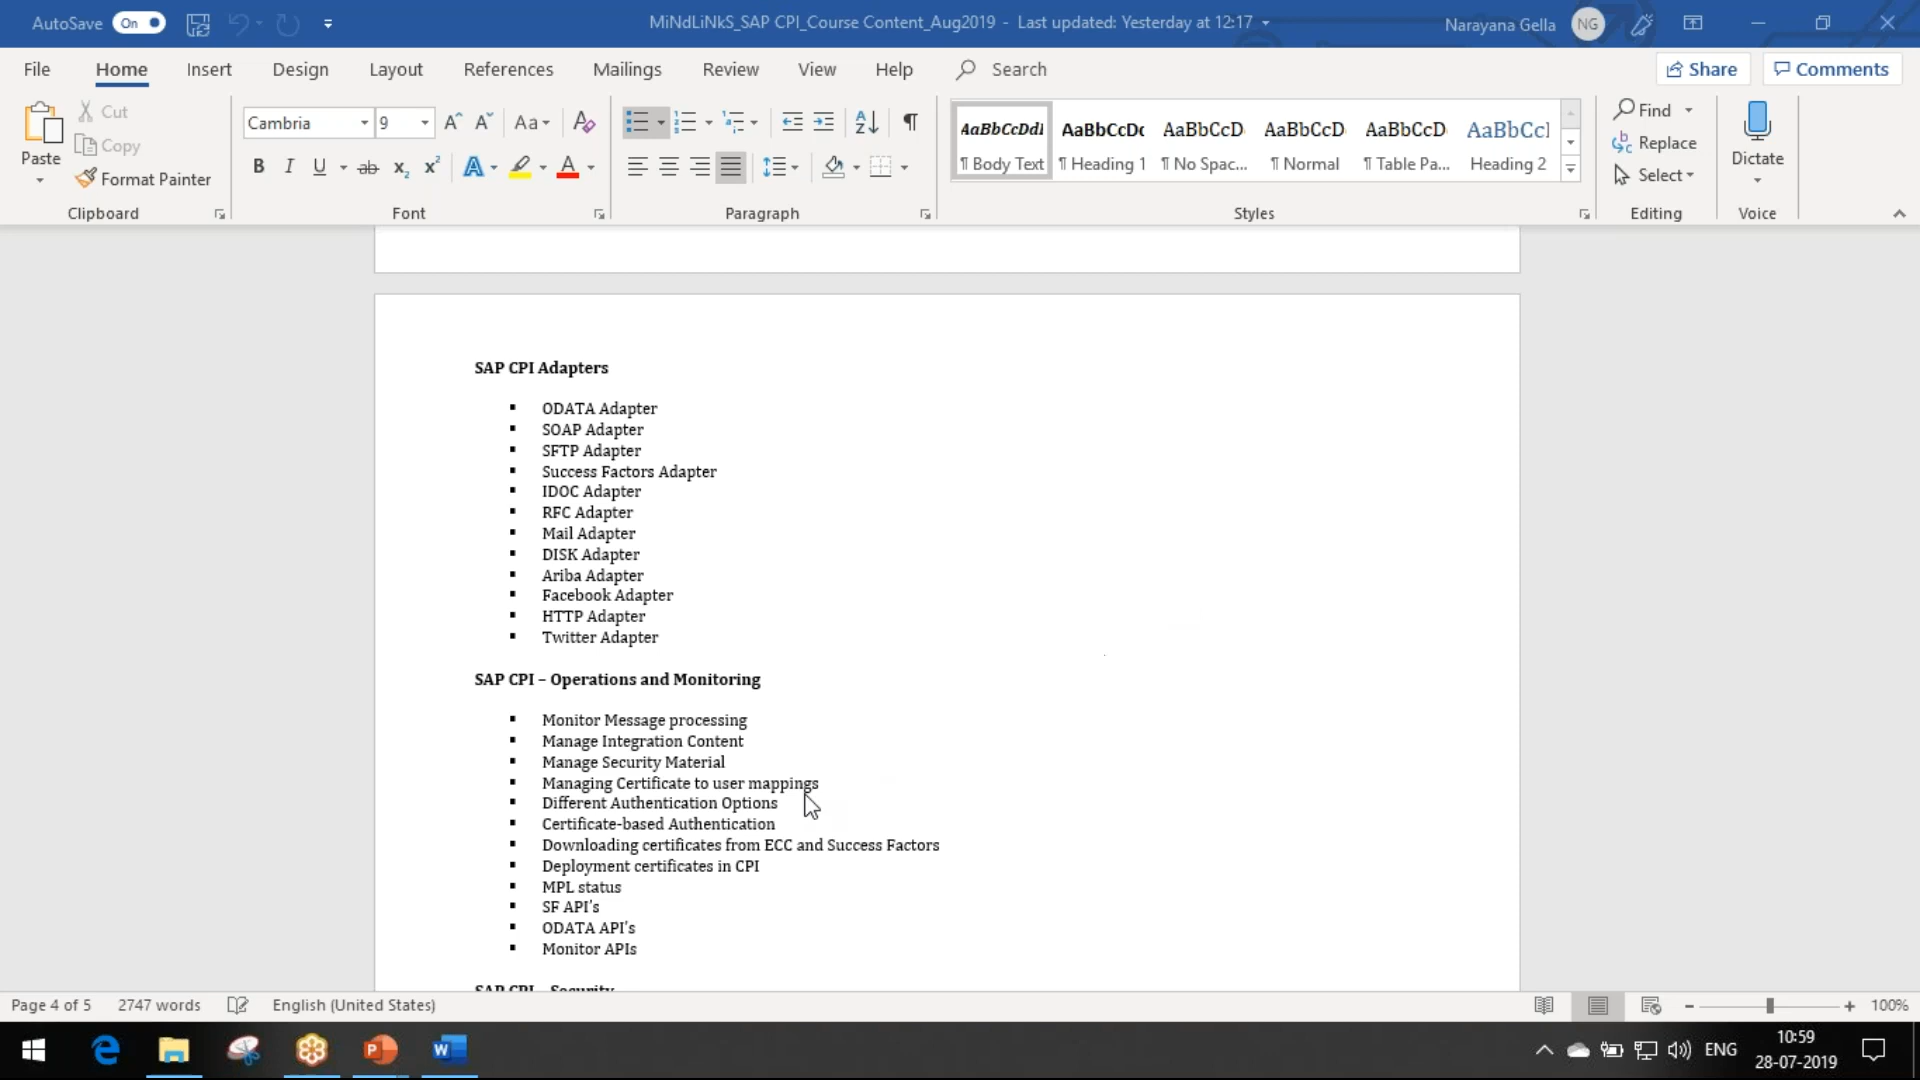 AutoSave On MiNdLiNkS_SAP CPI_Course Content_Aug2019 - Last updated: Yesterday at 12:17 Narayana Gella NG
File Home Insert Design Layout References Mailings Review View Help Search Share Comments
Paste Cut Copy Format Painter Clipboard
Cambria 9 Font
Paragraph
AaBbCcDdI ¶ Body Text AaBbCcDc ¶ Heading 1 AaBbCcD ¶ No Spac... AaBbCcD ¶ Normal AaBbCcD ¶ Table Pa... AaBbCcI Heading 2 Styles
Find Replace Select Editing
Dictate Voice
SAP CPI Adapters
▪ ODATA Adapter
▪ SOAP Adapter
▪ SFTP Adapter
▪ Success Factors Adapter
▪ IDOC Adapter
▪ RFC Adapter
▪ Mail Adapter
▪ DISK Adapter
▪ Ariba Adapter
▪ Facebook Adapter
▪ HTTP Adapter
▪ Twitter Adapter
SAP CPI – Operations and Monitoring
▪ Monitor Message processing
▪ Manage Integration Content
▪ Manage Security Material
▪ Managing Certificate to user mappings
▪ Different Authentication Options
▪ Certificate-based Authentication
▪ Downloading certificates from ECC and Success Factors
▪ Deployment certificates in CPI
▪ MPL status
▪ SF API's
▪ ODATA API's
▪ Monitor APIs
SAP CPI – Security
Page 4 of 5 2747 words English (United States) 100%
ENG 10:59
28-07-2019